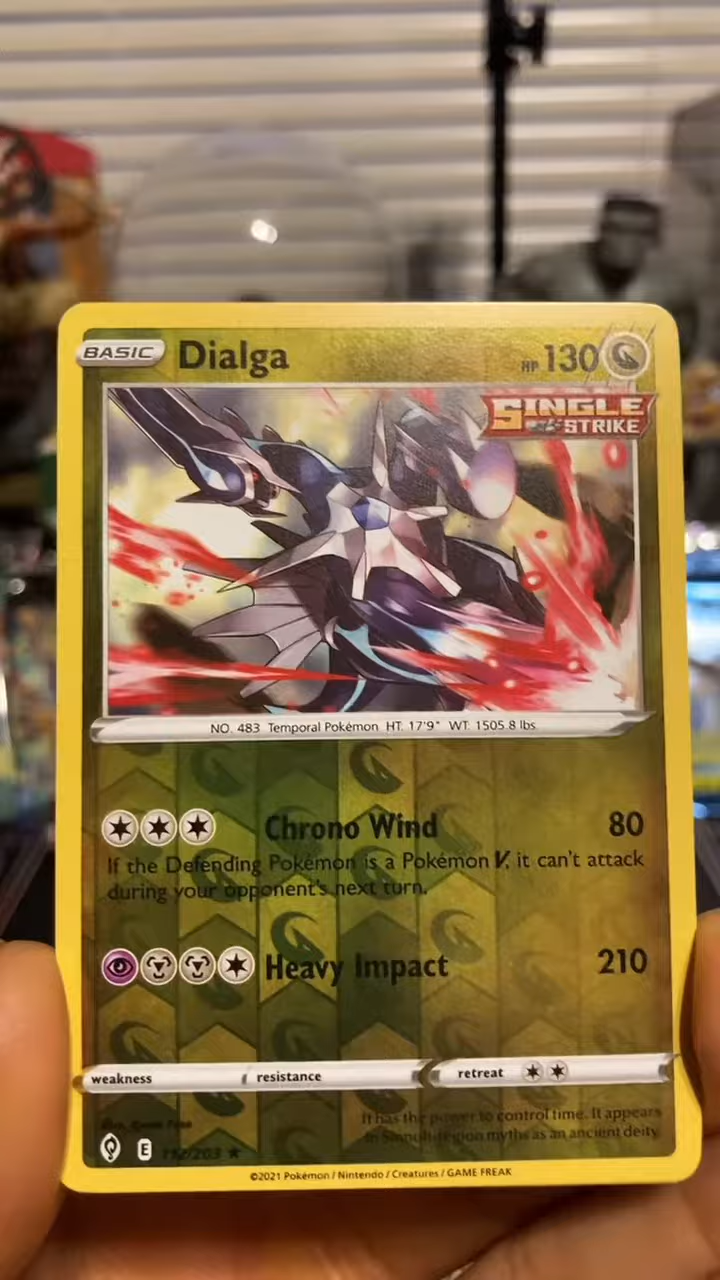 BASIC Dialga HP 130
SINGLE
STRIKE
NO. 483 Temporal Pokémon HT: 17'9" WT: 1505.8 lbs.
Chrono Wind 80
If the Defending Pokémon is a Pokémon V, it can't attack
during your opponent's next turn.
Heavy Impact 210
weakness resistance retreat
It has the power to control time. It appears
in Sinnoh-region myths as an ancient deity.
E 112/203
©2021 Pokémon / Nintendo / Creatures / GAME FREAK